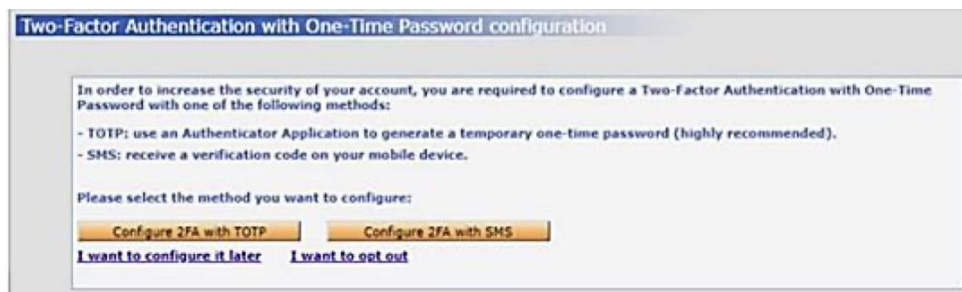 Two-Factor Authentication with One-Time Password configuration
In order to increase the security of your account, you are required to configure a Two-Factor Authentication with One-Time
Password with one of the following methods:
- TOTP: use an Authenticator Application to generate a temporary one-time password (highly recommended).
- SMS: receive a verification code on your mobile device.
Please select the method you want to configure:
Configure 2FA with TOTP Configure 2FA with SMS
I want to configure it later I want to opt out